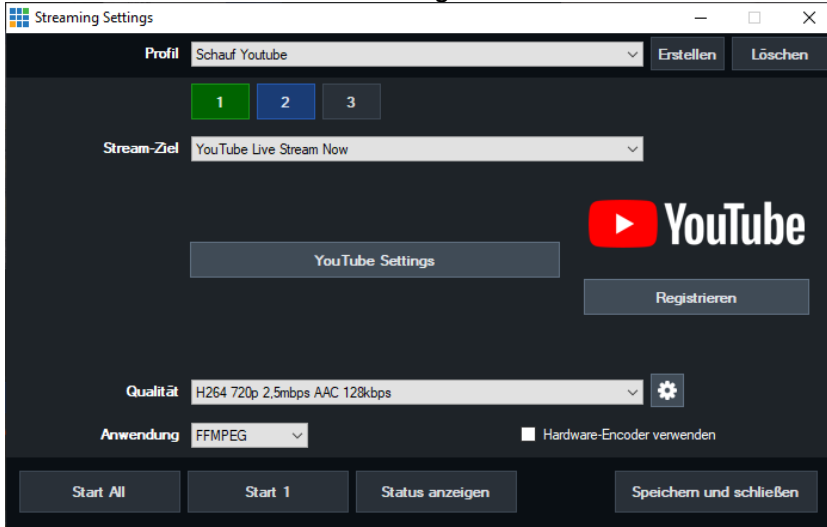 Streaming Settings
Profil Schauf Youtube Erstellen Löschen
1 2 3
Stream-Ziel YouTube Live Stream Now
YouTube
YouTube Settings
Registrieren
Qualität H264 720p 2,5mbps AAC 128kbps
Anwendung FFMPEG Hardware-Encoder verwenden
Start All Start 1 Status anzeigen Speichern und schließen